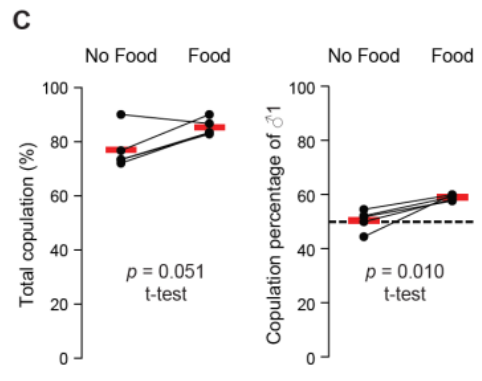 C
No Food Food
Total copulation (%)
100
80
60
40
20
0
p = 0.051
t-test
No Food Food
Copulation percentage of ♂1
100
80
60
40
20
0
p = 0.010
t-test